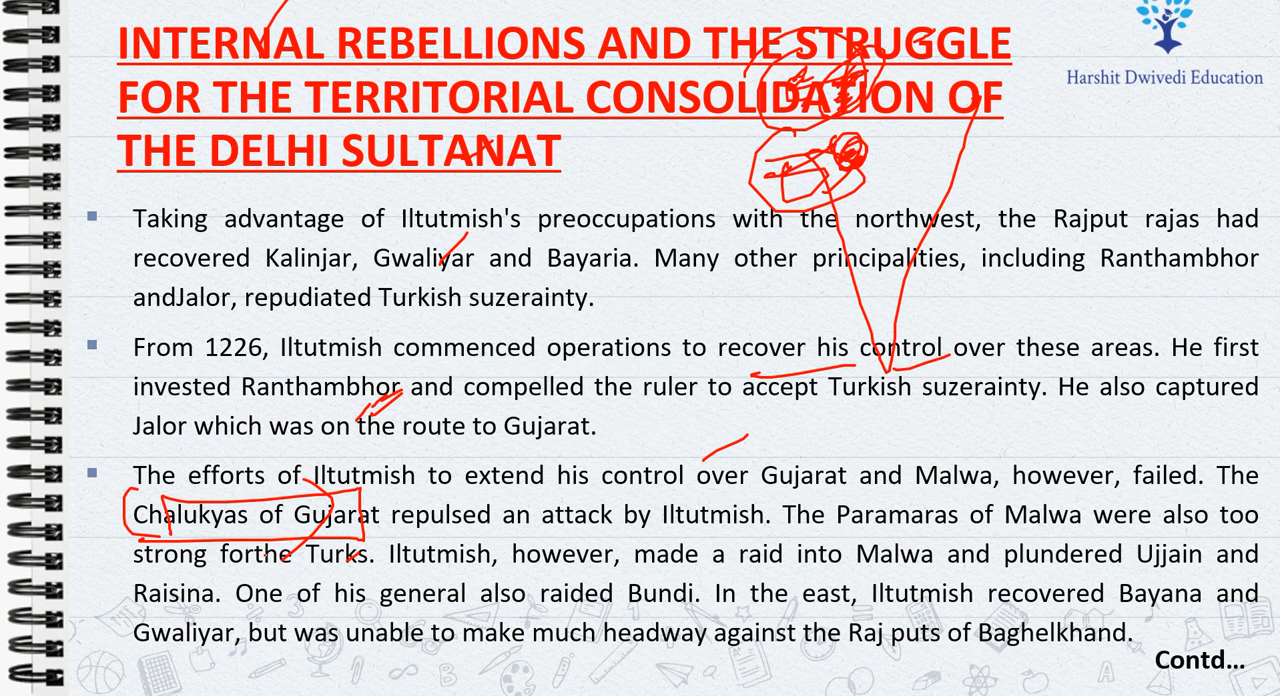 Harshit Dwivedi Education
INTERNAL REBELLIONS AND THE STRUGGLE
FOR THE TERRITORIAL CONSOLIDATION OF
THE DELHI SULTANAT
Taking advantage of Iltutmish's preoccupations with the northwest, the Rajput rajas had
recovered Kalinjar, Gwaliyar and Bayaria. Many other principalities, including Ranthambhor
andJalor, repudiated Turkish suzerainty.
From 1226, Iltutmish commenced operations to recover his control over these areas. He first
invested Ranthambhor and compelled the ruler to accept Turkish suzerainty. He also captured
Jalor which was on the route to Gujarat.
The efforts of Iltutmish to extend his control over Gujarat and Malwa, however, failed. The
Chalukyas of Gujarat repulsed an attack by Iltutmish. The Paramaras of Malwa were also too
strong forthe Turks. Iltutmish, however, made a raid into Malwa and plundered Ujjain and
Raisina. One of his general also raided Bundi. In the east, Iltutmish recovered Bayana and
Gwaliyar, but was unable to make much headway against the Raj puts of Baghelkhand.
Contd...